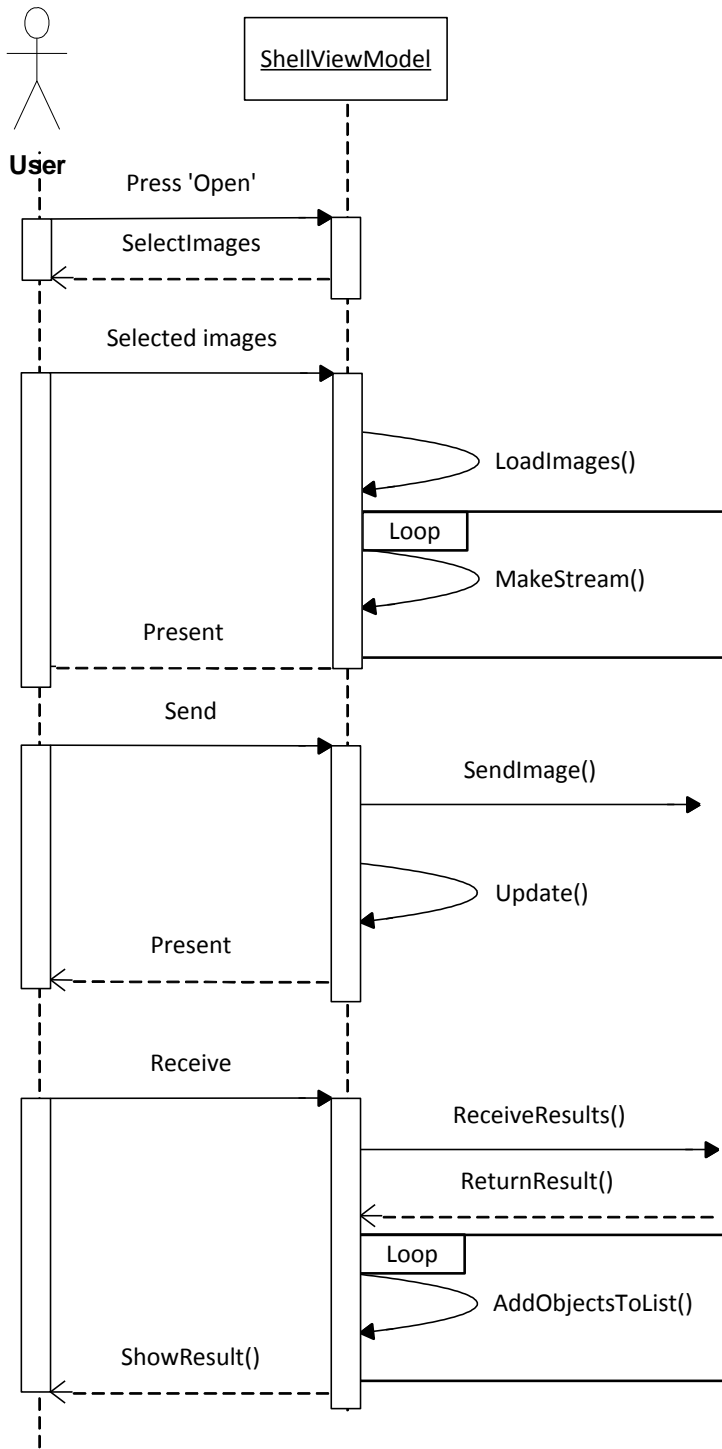 ShellViewModel
User
Press 'Open'
SelectImages
Selected images
LoadImages()
Loop
MakeStream()
Present
Send
SendImage()
Update()
Present
Receive
ReceiveResults()
ReturnResult()
Loop
AddObjectsToList()
ShowResult()